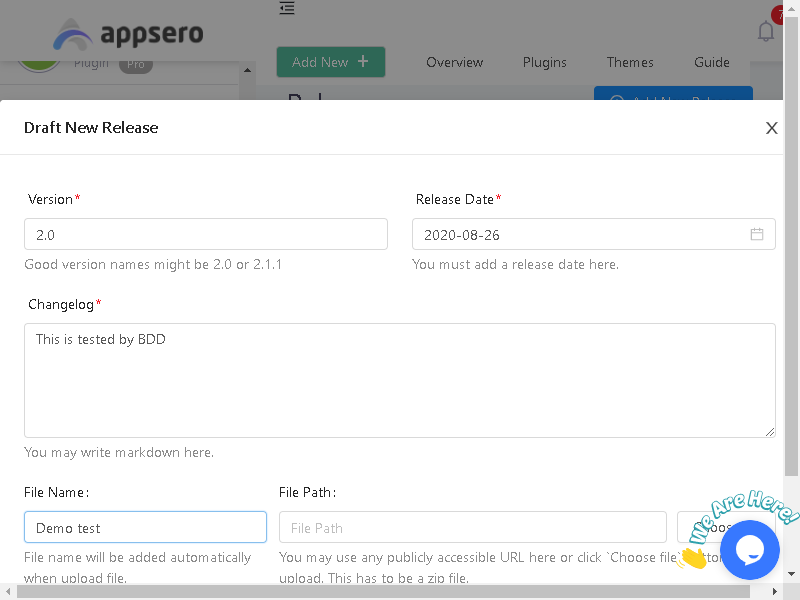 appsero
7
Plugin Pro
Add New +
Overview
Plugins
Themes
Guide
Draft New Release
X
Version*
Release Date*
2.0
2020-08-26
Good version names might be 2.0 or 2.1.1
You must add a release date here.
Changelog*
This is tested by BDD
You may write markdown here.
File Name:
File Path:
Demo test
File Path
We Are Here!
File name will be added automatically
when upload file.
You may use any publicly accessible URL here or click `Choose file`
upload. This has to be a zip file.